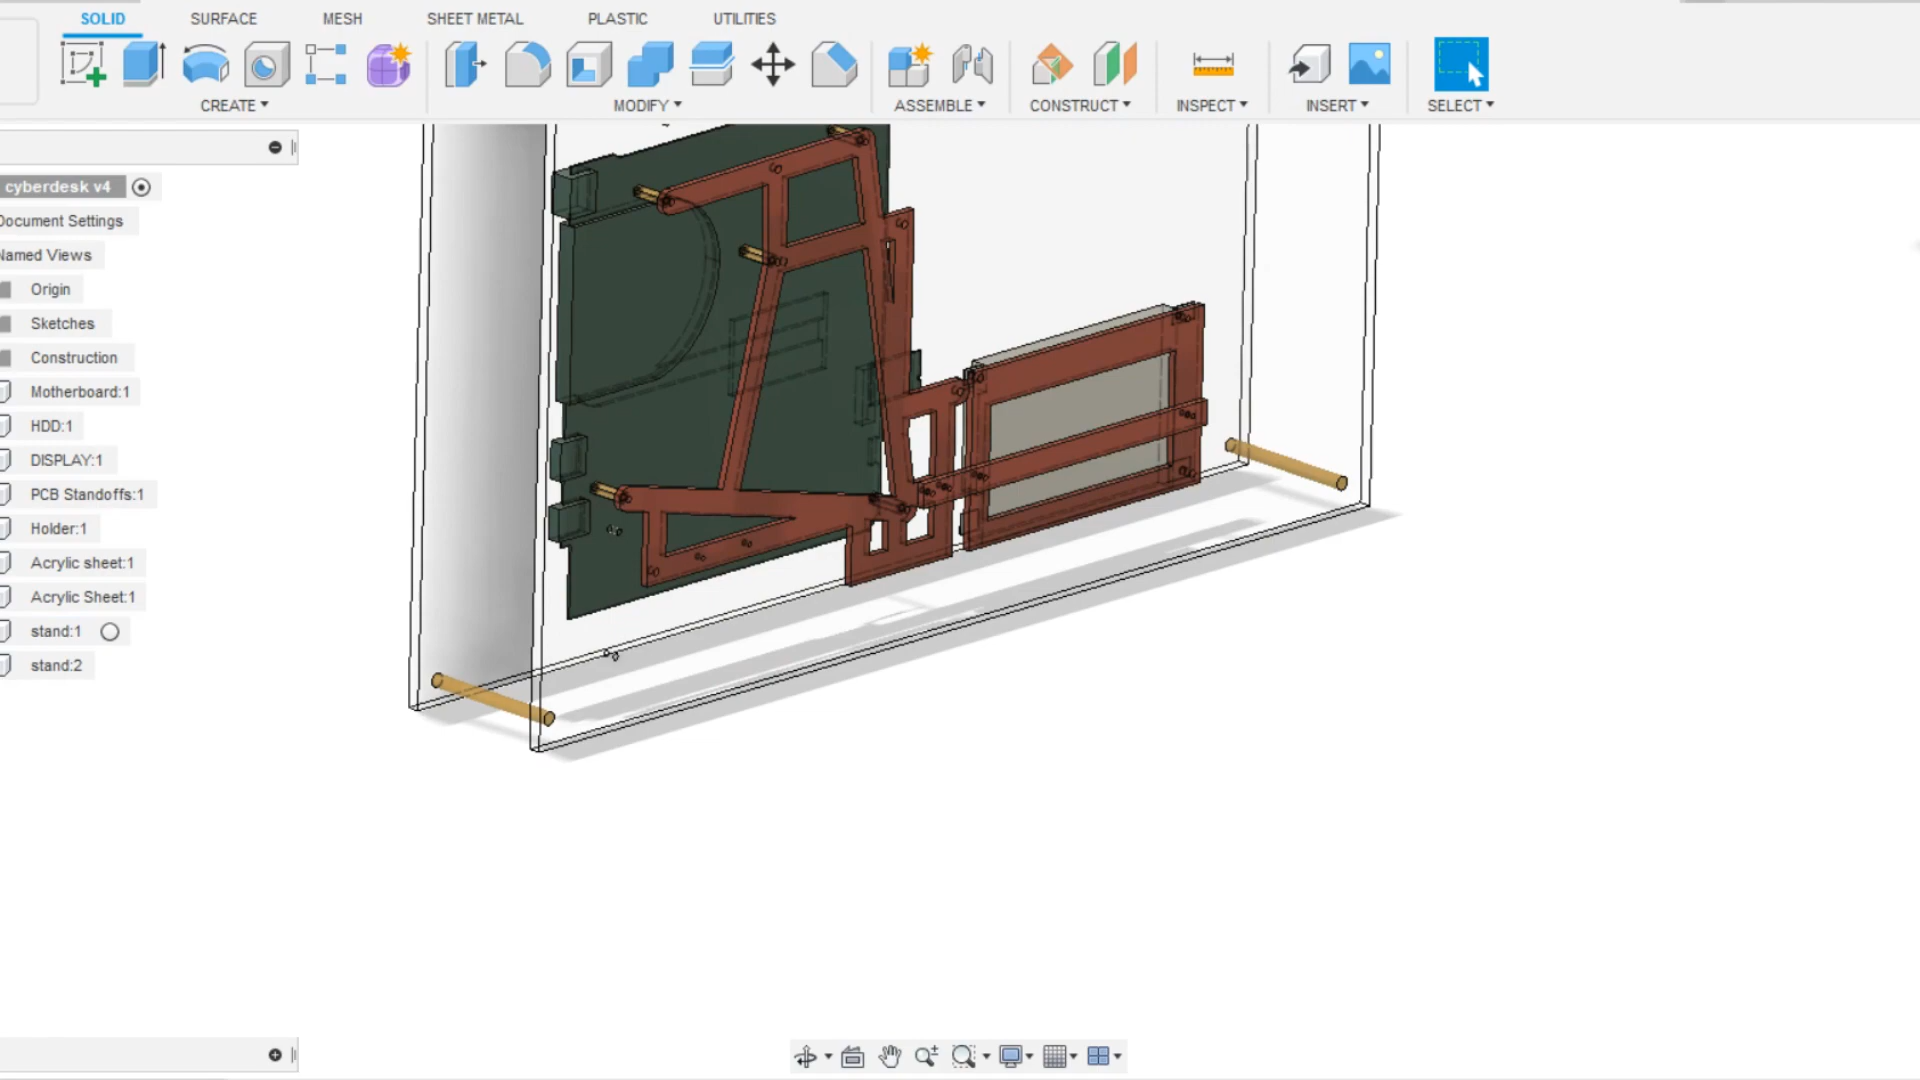 SOLID SURFACE MESH SHEET METAL PLASTIC UTILITIES
CREATE MODIFY ASSEMBLE CONSTRUCT INSPECT INSERT SELECT
cyberdesk v4
Document Settings
Named Views
Origin
Sketches
Construction
Motherboard:1
HDD:1
DISPLAY:1
PCB Standoffs:1
Holder:1
Acrylic sheet:1
Acrylic Sheet:1
stand:1
stand:2